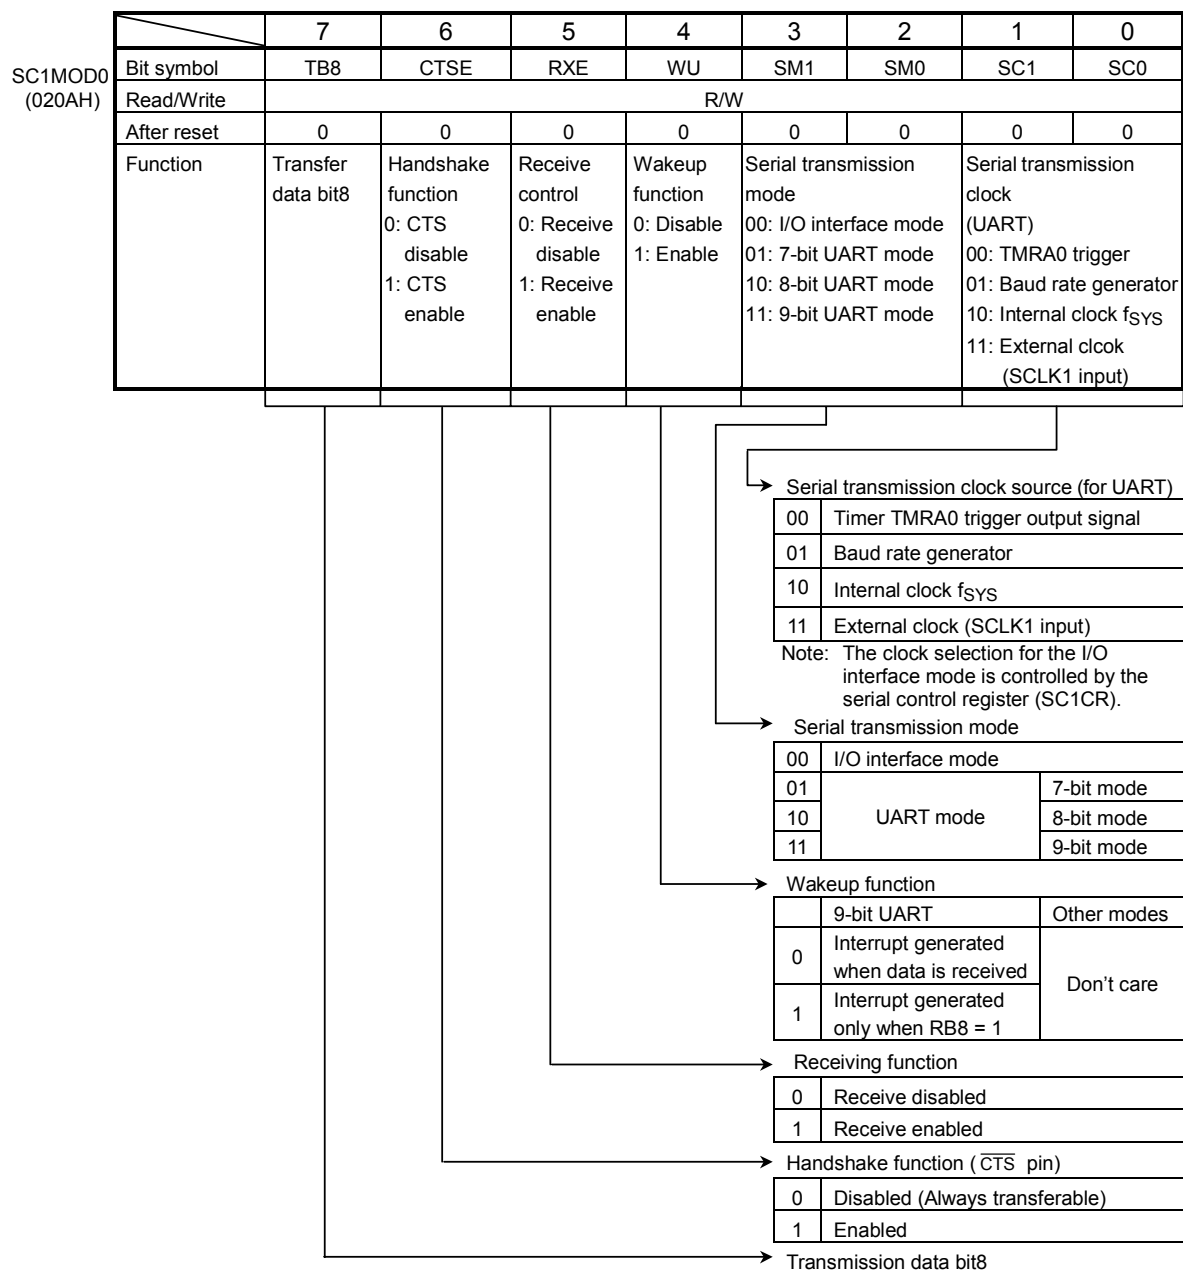 7 6 5 4 3 2 1 0
SC1MOD0
(020AH)
Bit symbol TB8 CTSE RXE WU SM1 SM0 SC1 SC0
Read/Write R/W
After reset 0 0 0 0 0 0 0 0
Function
Transfer
data bit8
Handshake
function
0: CTS
disable
1: CTS
enable
Receive
control
0: Receive
disable
1: Receive
enable
Wakeup
function
0: Disable
1: Enable
Serial transmission
mode
00: I/O interface mode
01: 7-bit UART mode
10: 8-bit UART mode
11: 9-bit UART mode
Serial transmission
clock
(UART)
00: TMRA0 trigger
01: Baud rate generator
10: Internal clock fSYS
11: External clcok
(SCLK1 input)
Serial transmission clock source (for UART)
00 Timer TMRA0 trigger output signal
01 Baud rate generator
10 Internal clock fSYS
11 External clock (SCLK1 input)
Note: The clock selection for the I/O
interface mode is controlled by the
serial control register (SC1CR).
Serial transmission mode
00 I/O interface mode
01 7-bit mode
10 UART mode 8-bit mode
11 9-bit mode
Wakeup function
9-bit UART Other modes
0 Interrupt generated
when data is received
Don't care
1 Interrupt generated
only when RB8 = 1
Receiving function
0 Receive disabled
1 Receive enabled
Handshake function ( C̅T̅S̅ pin)
0 Disabled (Always transferable)
1 Enabled
Transmission data bit8